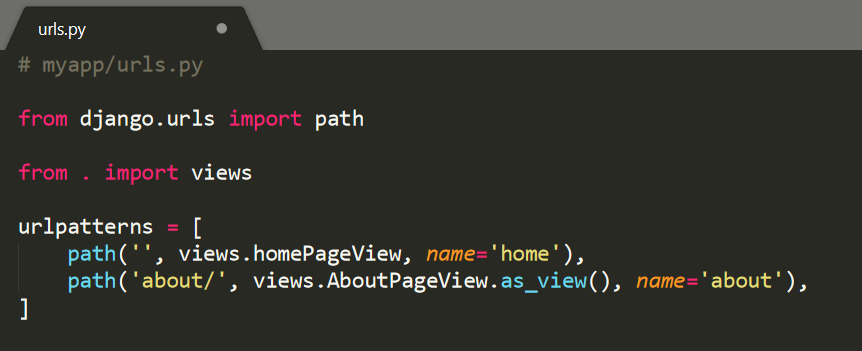 urls.py
# myapp/urls.py
from django.urls import path
from . import views
urlpatterns = [
    path('', views.homePageView, name='home'),
    path('about/', views.AboutPageView.as_view(), name='about'),
]